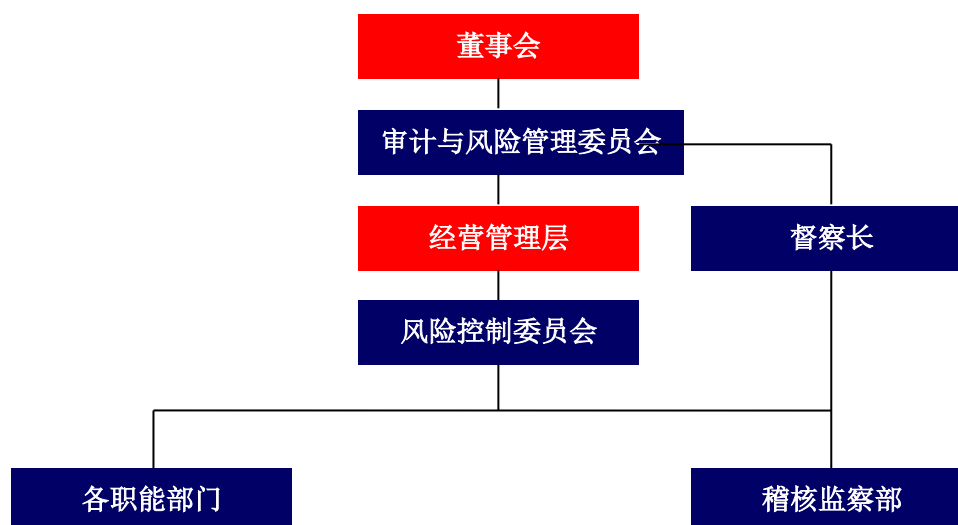 董事会
审计与风险管理委员会
经营管理层
督察长
风险控制委员会
各职能部门
稽核监察部